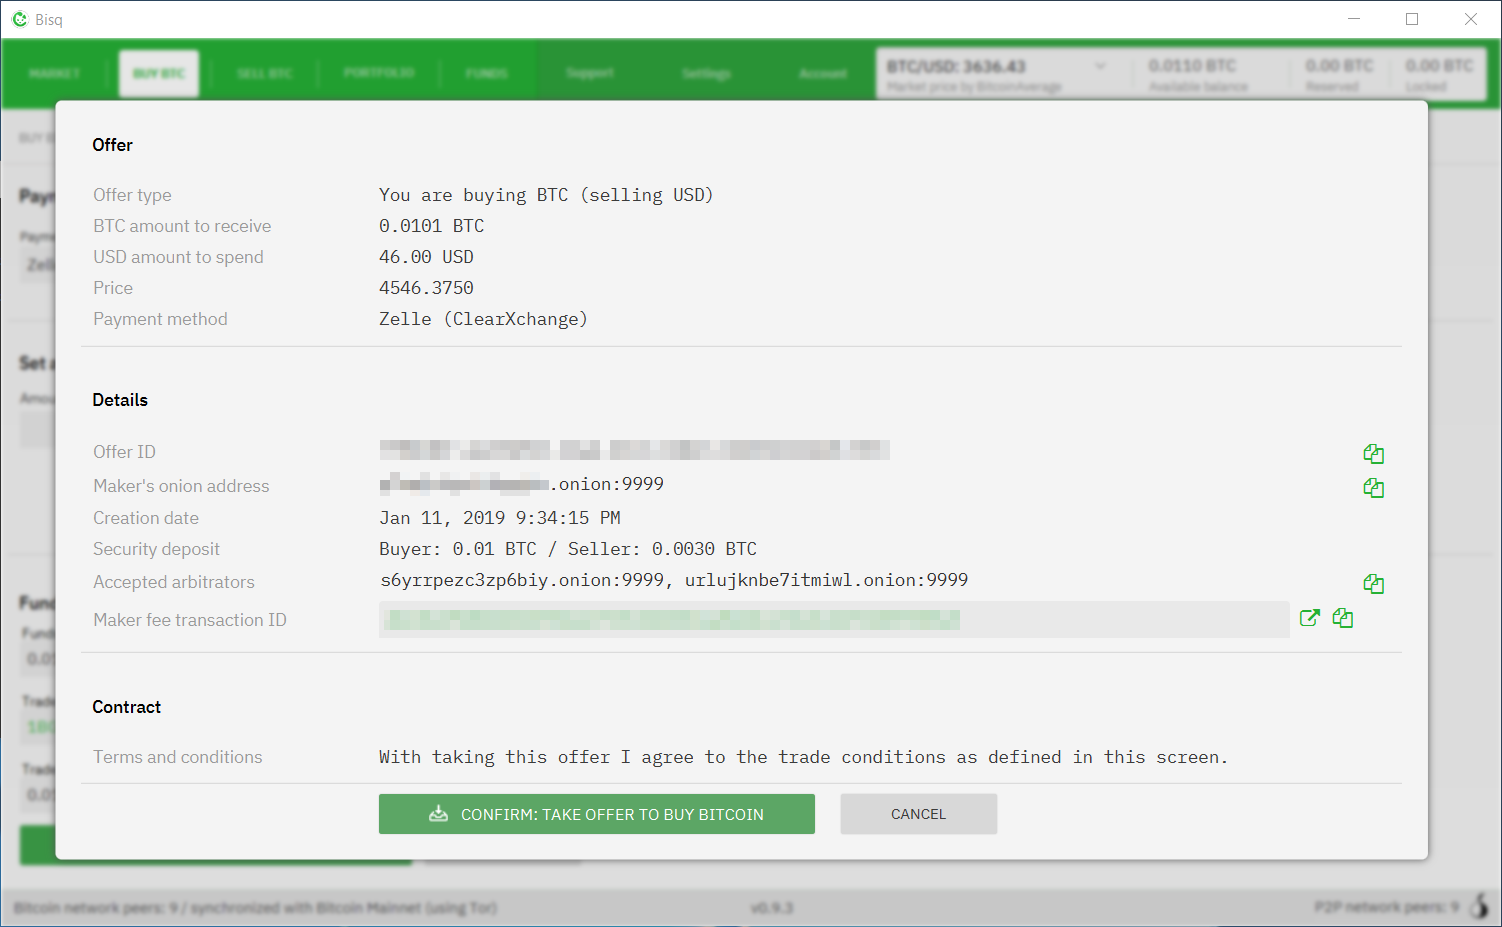 Bisq
MARKET
BUY BTC
SELL BTC
PORTFOLIO
FUNDS
Support
Settings
Account
BTC/USD: 3636.43
Market price by BitcoinAverage
0.0110 BTC
Available balance
0.00 BTC
Reserved
0.00 BTC
Locked
Offer
Offer type You are buying BTC (selling USD)
BTC amount to receive 0.0101 BTC
USD amount to spend 46.00 USD
Price 4546.3750
Payment method Zelle (ClearXchange)
Details
Offer ID
Maker's onion address .onion:9999
Creation date Jan 11, 2019 9:34:15 PM
Security deposit Buyer: 0.01 BTC / Seller: 0.0030 BTC
Accepted arbitrators s6yrrpezc3zp6biy.onion:9999, urlujknbe7itmiwl.onion:9999
Maker fee transaction ID
Contract
Terms and conditions With taking this offer I agree to the trade conditions as defined in this screen.
CONFIRM: TAKE OFFER TO BUY BITCOIN
CANCEL
Bitcoin network peers: 9 / synchronized with Bitcoin Mainnet (using Tor)
v0.9.3
P2P network peers: 9